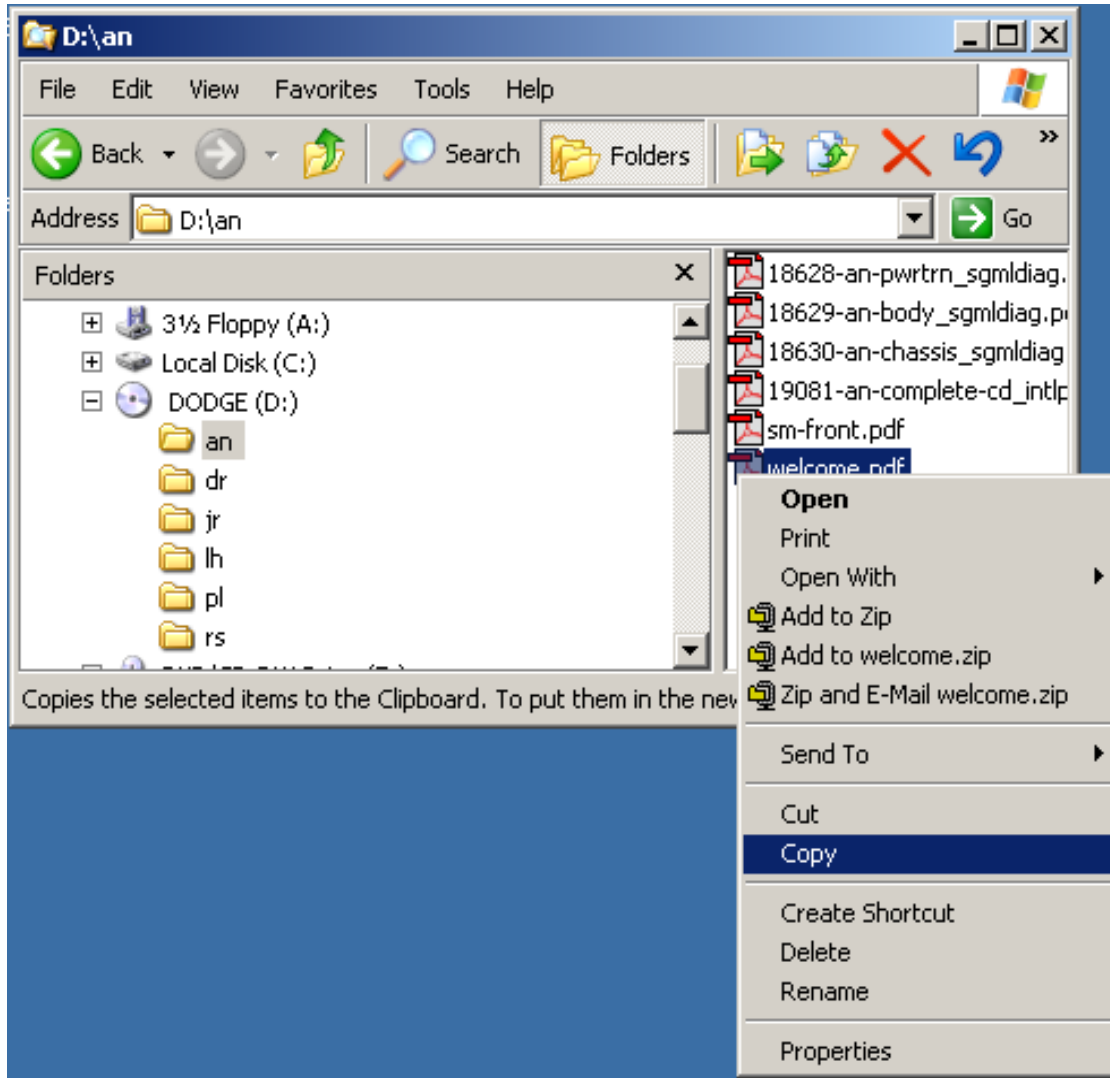 D:\an
File Edit View Favorites Tools Help
Back Search Folders »
Address D:\an Go
Folders
3½ Floppy (A:)
Local Disk (C:)
DODGE (D:)
an
dr
jr
lh
pl
rs
18628-an-pwrtrn_sgmldiag.
18629-an-body_sgmldiag.p
18630-an-chassis_sgmldiag
19081-an-complete-cd_intlp
sm-front.pdf
welcome.pdf
Open
Print
Open With
Add to Zip
Add to welcome.zip
Zip and E-Mail welcome.zip
Send To
Cut
Copy
Create Shortcut
Delete
Rename
Properties
Copies the selected items to the Clipboard. To put them in the